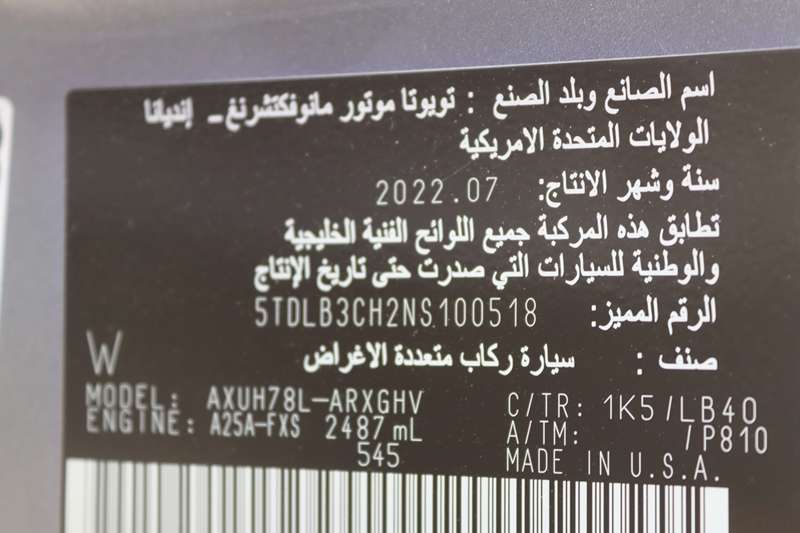 اسم الصانع وبلد الصنع : تويوتا موتور مانوفكتشرنغ - إنديانا
الولايات المتحدة الامريكية
سنة وشهر الانتاج: 2022.07
تطابق هذه المركبة جميع اللوائح الفنية الخليجية
والوطنية للسيارات التي صدرت حتى تاريخ الإنتاج
الرقم المميز: 5TDLB3CH2NS100518
صنف : سيارة ركاب متعددة الاغراض
W
MODEL: AXUH78L-ARXGHV C/TR: 1K5/LB40
ENGINE: A25A-FXS 2487 mL A/TM: /P810
545 MADE IN U.S.A.